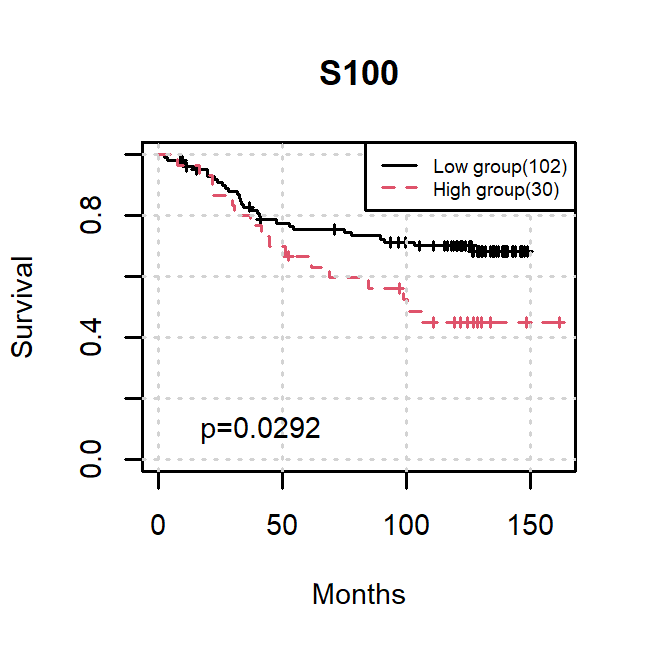 S100
Low group(102)
High group(30)
Survival
0.8
0.4
0.0
p=0.0292
0 50 100 150
Months